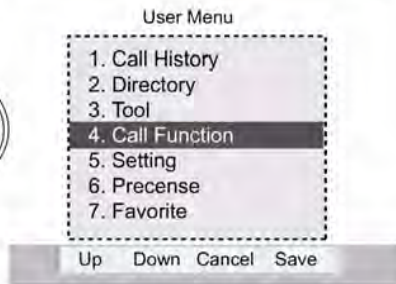 User Menu
1. Call History
2. Directory
3. Tool
4. Call Function
5. Setting
6. Precense
7. Favorite
Up Down Cancel Save